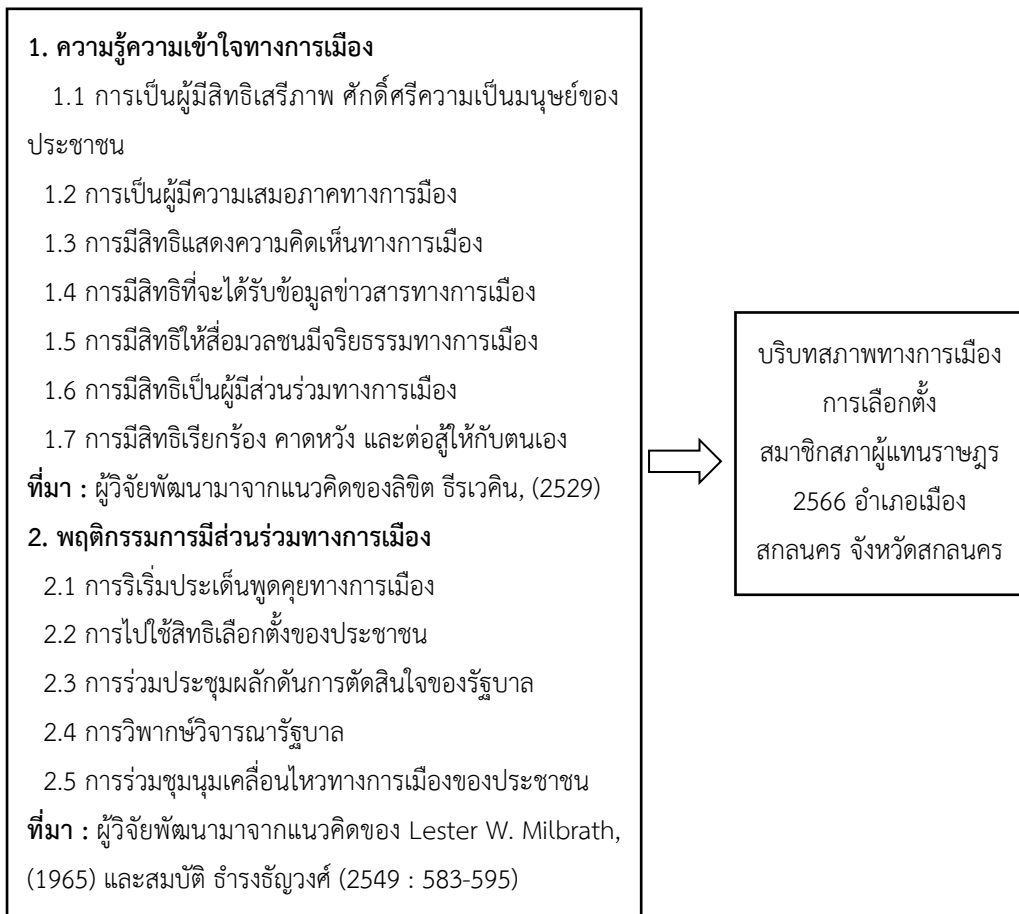 1. ความรู้ความเข้าใจทางการเมือง
1.1 การเป็นผู้มีสิทธิเสรีภาพ ศักดิ์ศรีความเป็นมนุษย์ของ
ประชาชน
1.2 การเป็นผู้มีความเสมอภาคทางการมือง
1.3 การมีสิทธิแสดงความคิดเห็นทางการเมือง
1.4 การมีสิทธิที่จะได้รับข้อมูลข่าวสารทางการเมือง
1.5 การมีสิทธิให้สื่อมวลชนมีจริยธรรมทางการเมือง
1.6 การมีสิทธิเป็นผู้มีส่วนร่วมทางการเมือง
1.7 การมีสิทธิเรียกร้อง คาดหวัง และต่อสู้ให้กับตนเอง
ที่มา : ผู้วิจัยพัฒนามาจากแนวคิดของลิขิต ธีรเวคิน, (2529)
2. พฤติกรรมการมีส่วนร่วมทางการเมือง
2.1 การริเริ่มประเด็นพูดคุยทางการเมือง
2.2 การไปใช้สิทธิเลือกตั้งของประชาชน
2.3 การร่วมประชุมผลักดันการตัดสินใจของรัฐบาล
2.4 การวิพากษ์วิจารณารัฐบาล
2.5 การร่วมชุมนุมเคลื่อนไหวทางการเมืองของประชาชน
ที่มา : ผู้วิจัยพัฒนามาจากแนวคิดของ Lester W. Milbrath,
(1965) และสมบัติ ธำรงธัญวงศ์ (2549 : 583-595)
บริบทสภาพทางการเมือง
การเลือกตั้ง
สมาชิกสภาผู้แทนราษฎร
2566 อำเภอเมือง
สกลนคร จังหวัดสกลนคร